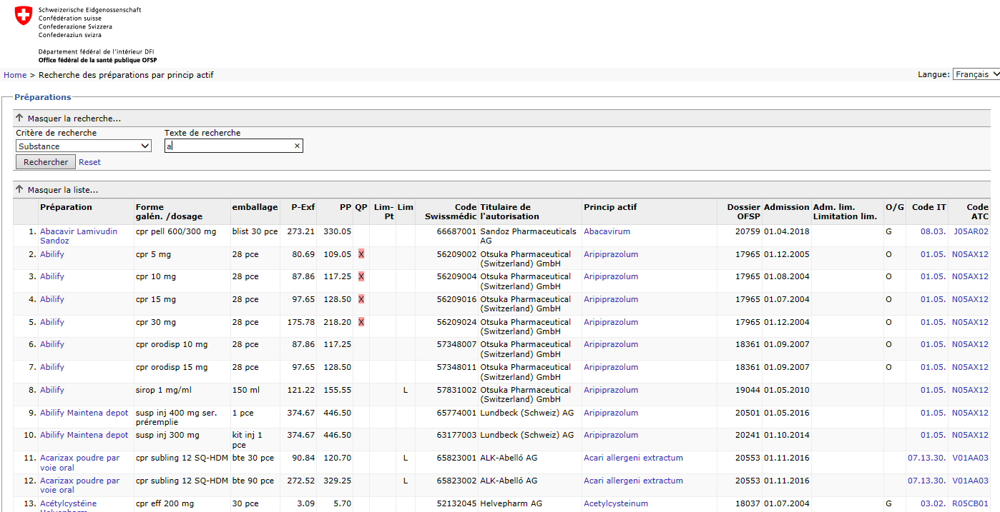 Schweizerische Eidgenossenschaft
Confédération suisse
Confederazione Svizzera
Confederaziun svizra
Département fédéral de l'intérieur DFI
Office fédéral de la santé publique OFSP
Home > Recherche des préparations par princip actif
Langue: Français
Préparations
Masquer la recherche...
Critère de recherche Texte de recherche
Substance a ×
Rechercher Reset
Masquer la liste...
Préparation Forme emballage P-Exf PP QP Lim- Lim Code Titulaire de Princip actif Dossier Admission Adm. lim. O/G Code IT Code
galén. /dosage Pt Swissmédic l'autorisation OFSP Limitation lim. ATC
1. Abacavir Lamivudin cpr pell 600/300 mg blist 30 pce 273.21 330.05 66687001 Sandoz Pharmaceuticals Abacavirum 20759 01.04.2018 G 08.03. J05AR02
Sandoz AG
2. Abilify cpr 5 mg 28 pce 80.69 109.05 X 56209002 Otsuka Pharmaceutical Aripiprazolum 17965 01.12.2005 O 01.05. N05AX12
(Switzerland) GmbH
3. Abilify cpr 10 mg 28 pce 87.86 117.25 X 56209004 Otsuka Pharmaceutical Aripiprazolum 17965 01.08.2004 O 01.05. N05AX12
(Switzerland) GmbH
4. Abilify cpr 15 mg 28 pce 97.65 128.50 X 56209016 Otsuka Pharmaceutical Aripiprazolum 17965 01.07.2004 O 01.05. N05AX12
(Switzerland) GmbH
5. Abilify cpr 30 mg 28 pce 175.78 218.20 X 56209024 Otsuka Pharmaceutical Aripiprazolum 17965 01.12.2004 O 01.05. N05AX12
(Switzerland) GmbH
6. Abilify cpr orodisp 10 mg 28 pce 87.86 117.25 57348007 Otsuka Pharmaceutical Aripiprazolum 18361 01.09.2007 O 01.05. N05AX12
(Switzerland) GmbH
7. Abilify cpr orodisp 15 mg 28 pce 97.65 128.50 57348011 Otsuka Pharmaceutical Aripiprazolum 18361 01.09.2007 O 01.05. N05AX12
(Switzerland) GmbH
8. Abilify sirop 1 mg/ml 150 ml 121.22 155.55 L 57831002 Otsuka Pharmaceutical Aripiprazolum 19044 01.05.2010 01.05. N05AX12
(Switzerland) GmbH
9. Abilify Maintena depot susp inj 400 mg ser. 1 pce 374.67 446.50 65774001 Lundbeck (Schweiz) AG Aripiprazolum 20501 01.05.2016 01.05. N05AX12
préremplie
10. Abilify Maintena depot susp inj 300 mg kit inj 1 374.67 446.50 63177003 Lundbeck (Schweiz) AG Aripiprazolum 20241 01.10.2014 01.05. N05AX12
pce
11. Acarizax poudre par cpr subling 12 SQ-HDM bte 30 pce 90.84 120.70 L 65823001 ALK-Abelló AG Acari allergeni extractum 20553 01.11.2016 07.13.30. V01AA03
voie oral
12. Acarizax poudre par cpr subling 12 SQ-HDM bte 90 pce 272.52 329.25 L 65823002 ALK-Abelló AG Acari allergeni extractum 20553 01.11.2016 07.13.30. V01AA03
voie oral
13. Acétylcystéine cpr eff 200 mg 30 pce 3.09 5.70 52132045 Helvepharm AG Acetylcysteinum 18037 01.07.2004 G 03.02. R05CB01
Helvepharm